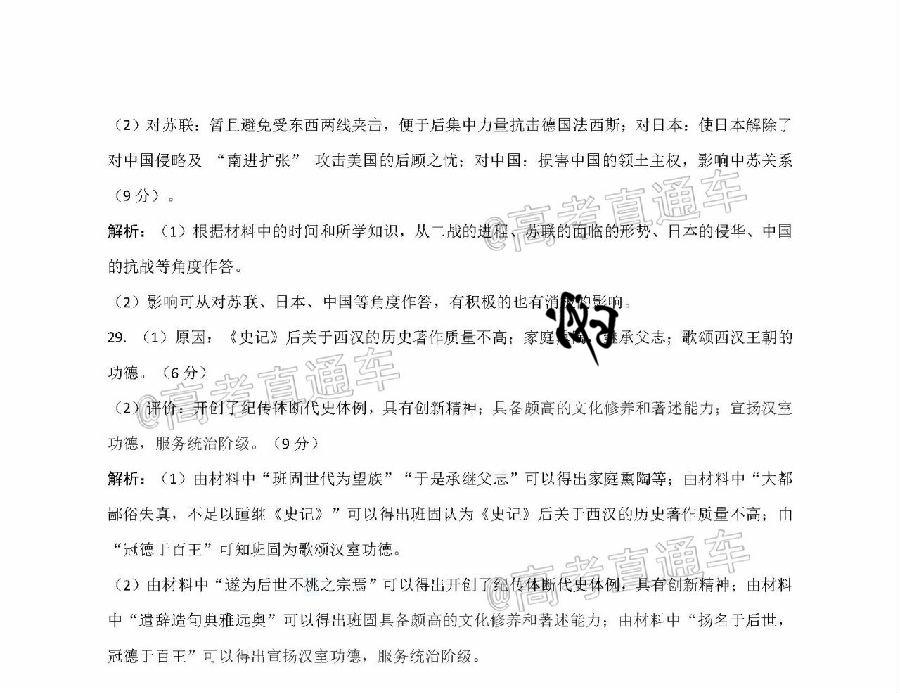 （2）对苏联：暂且避免受东西两线夹击，便于后集中力量抗击德国法西斯；对日本：使日本解除了
对中国侵略及 “南进扩张” 攻击美国的后顾之忧；对中国：损害中国的领土主权，影响中苏关系
（9 分）。
@高考直通车
解析：（1）根据材料中的时间和所学知识，从二战的进程、苏联的面临的形势、日本的侵华、中国
的抗战等角度作答。
（2）影响可从对苏联、日本、中国等角度作答，有积极的也有消极的影响。
29. （1）原因：《史记》后关于西汉的历史著作质量不高；家庭 继承父志；歌颂西汉王朝的
功德。（6 分）
@高考直通车
（2）评价：开创了纪传体断代史体例，具有创新精神；具备颇高的文化修养和著述能力；宣扬汉室
功德，服务统治阶级。（9 分）
解析：（1）由材料中“班固世代为望族”“于是承继父志”可以得出家庭熏陶等；由材料中“大都
鄙俗失真，不足以踵继《史记》”可以得出班固认为《史记》后关于西汉的历史著作质量不高；由
“冠德于百王”可知班固为歌颂汉室功德。
@高考直通车
（2）由材料中“遂为后世不祧之宗焉”可以得出开创了纪传体断代史体例，具有创新精神；由材料
中“遣辞造句典雅远奥”可以得出班固具备颇高的文化修养和著述能力；由材料中“扬名于后世，
冠德于百王”可以得出宣扬汉室功德，服务统治阶级。